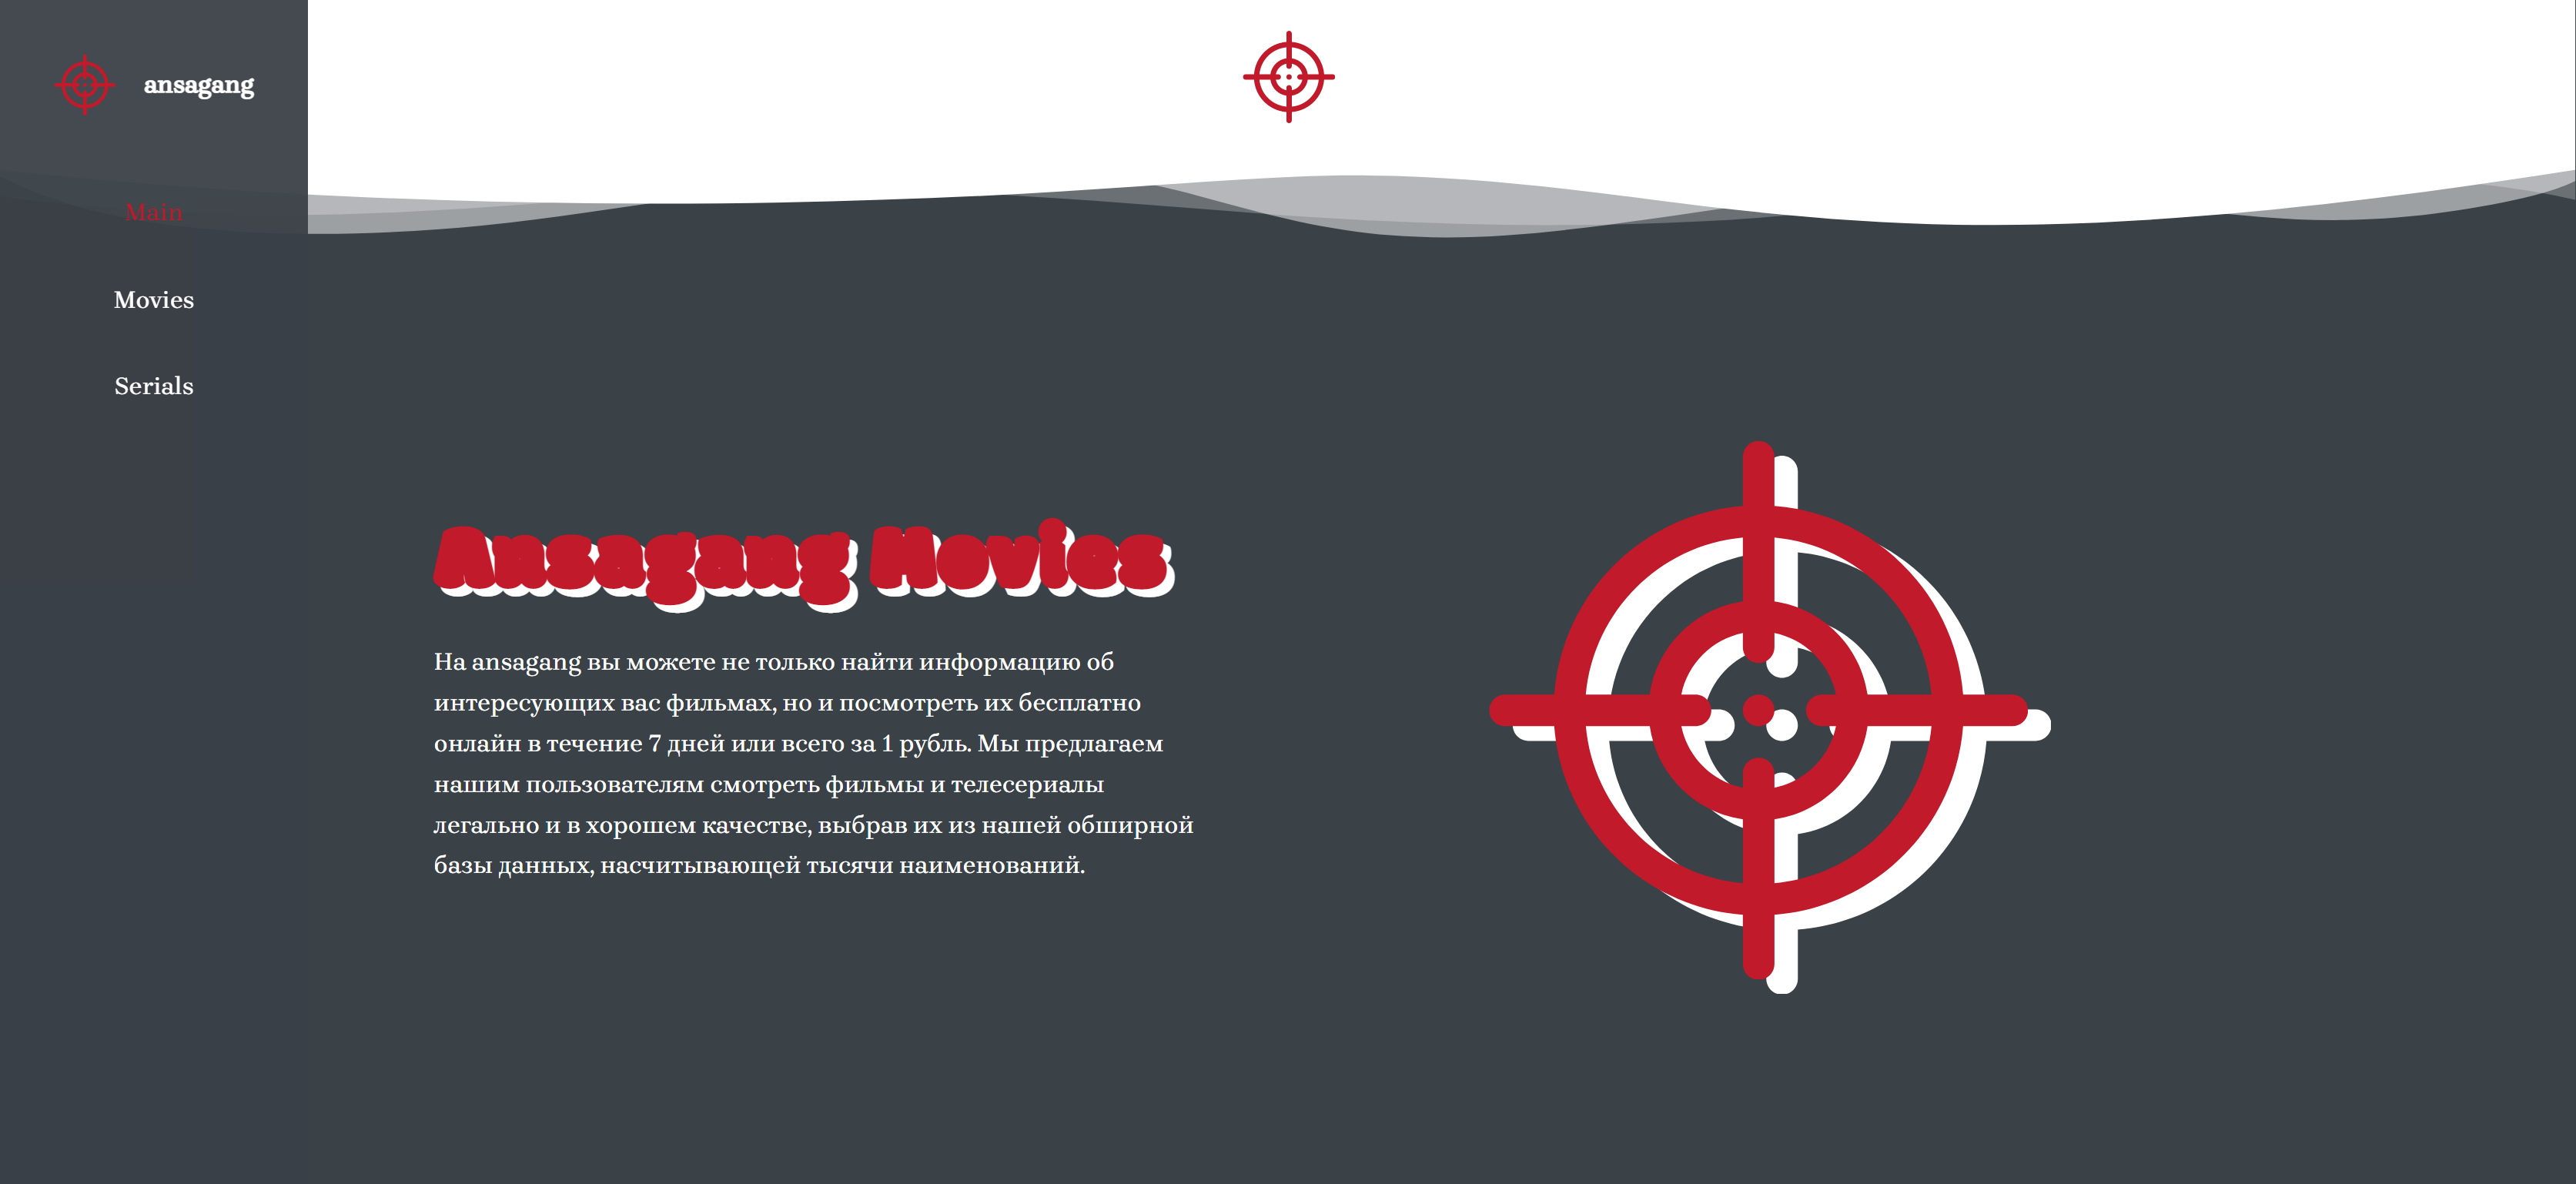 ansagang
Main
Movies
Serials
Ansagang Movies
На ansagang вы можете не только найти информацию об
интересующих вас фильмах, но и посмотреть их бесплатно
онлайн в течение 7 дней или всего за 1 рубль. Мы предлагаем
нашим пользователям смотреть фильмы и телесериалы
легально и в хорошем качестве, выбрав их из нашей обширной
базы данных, насчитывающей тысячи наименований.